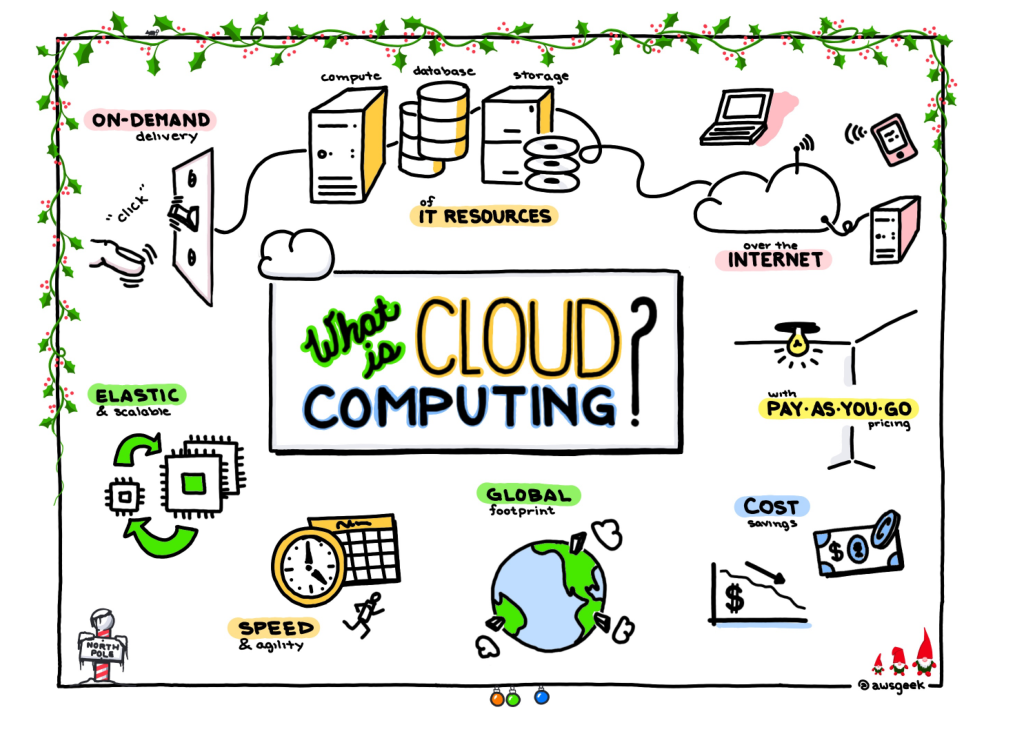 ON-DEMAND
delivery
"click"
compute
database
storage
of
IT RESOURCES
over the
INTERNET
What
is
CLOUD
COMPUTING?
with
PAY·AS·YOU·GO
pricing
ELASTIC
& scalable
SPEED
& agility
GLOBAL
footprint
COST
savings
$
$
NORTH
POLE
@awsgeek